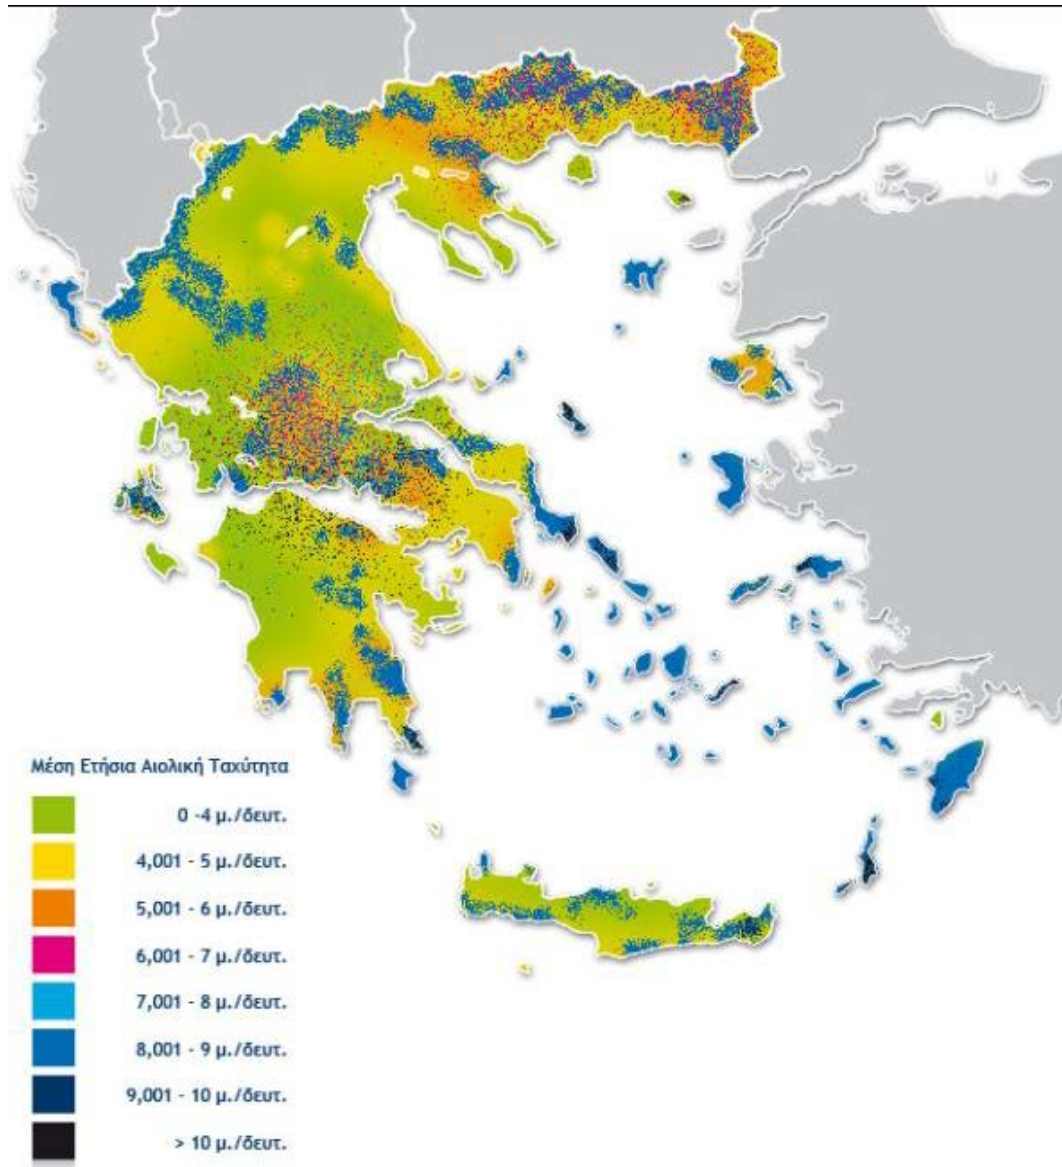 Μέση Ετήσια Αιολική Ταχύτητα
0 -4 μ./δευτ.
4,001 - 5 μ./δευτ.
5,001 - 6 μ./δευτ.
6,001 - 7 μ./δευτ.
7,001 - 8 μ./δευτ.
8,001 - 9 μ./δευτ.
9,001 - 10 μ./δευτ.
> 10 μ./δευτ.